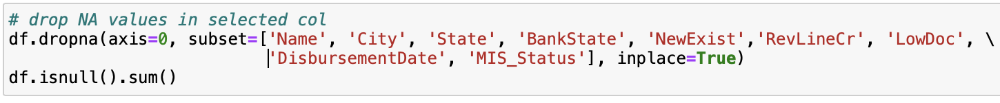 # drop NA values in selected col
df.dropna(axis=0, subset=['Name', 'City', 'State', 'BankState', 'NewExist','RevLineCr', 'LowDoc', \
'DisbursementDate', 'MIS_Status'], inplace=True)
df.isnull().sum()